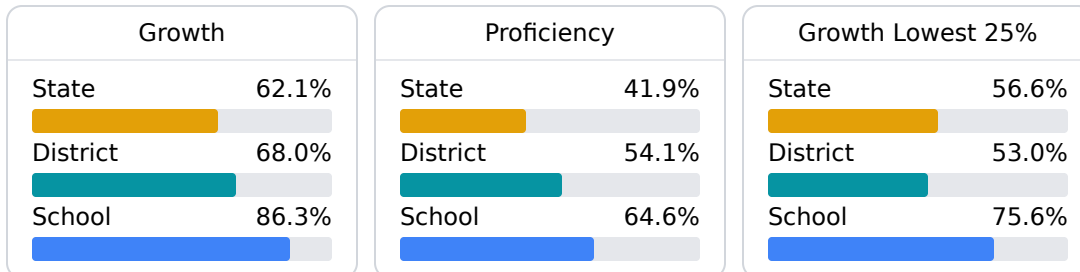 Growth
State 62.1%
District 68.0%
School 86.3%
Proficiency
State 41.9%
District 54.1%
School 64.6%
Growth Lowest 25%
State 56.6%
District 53.0%
School 75.6%